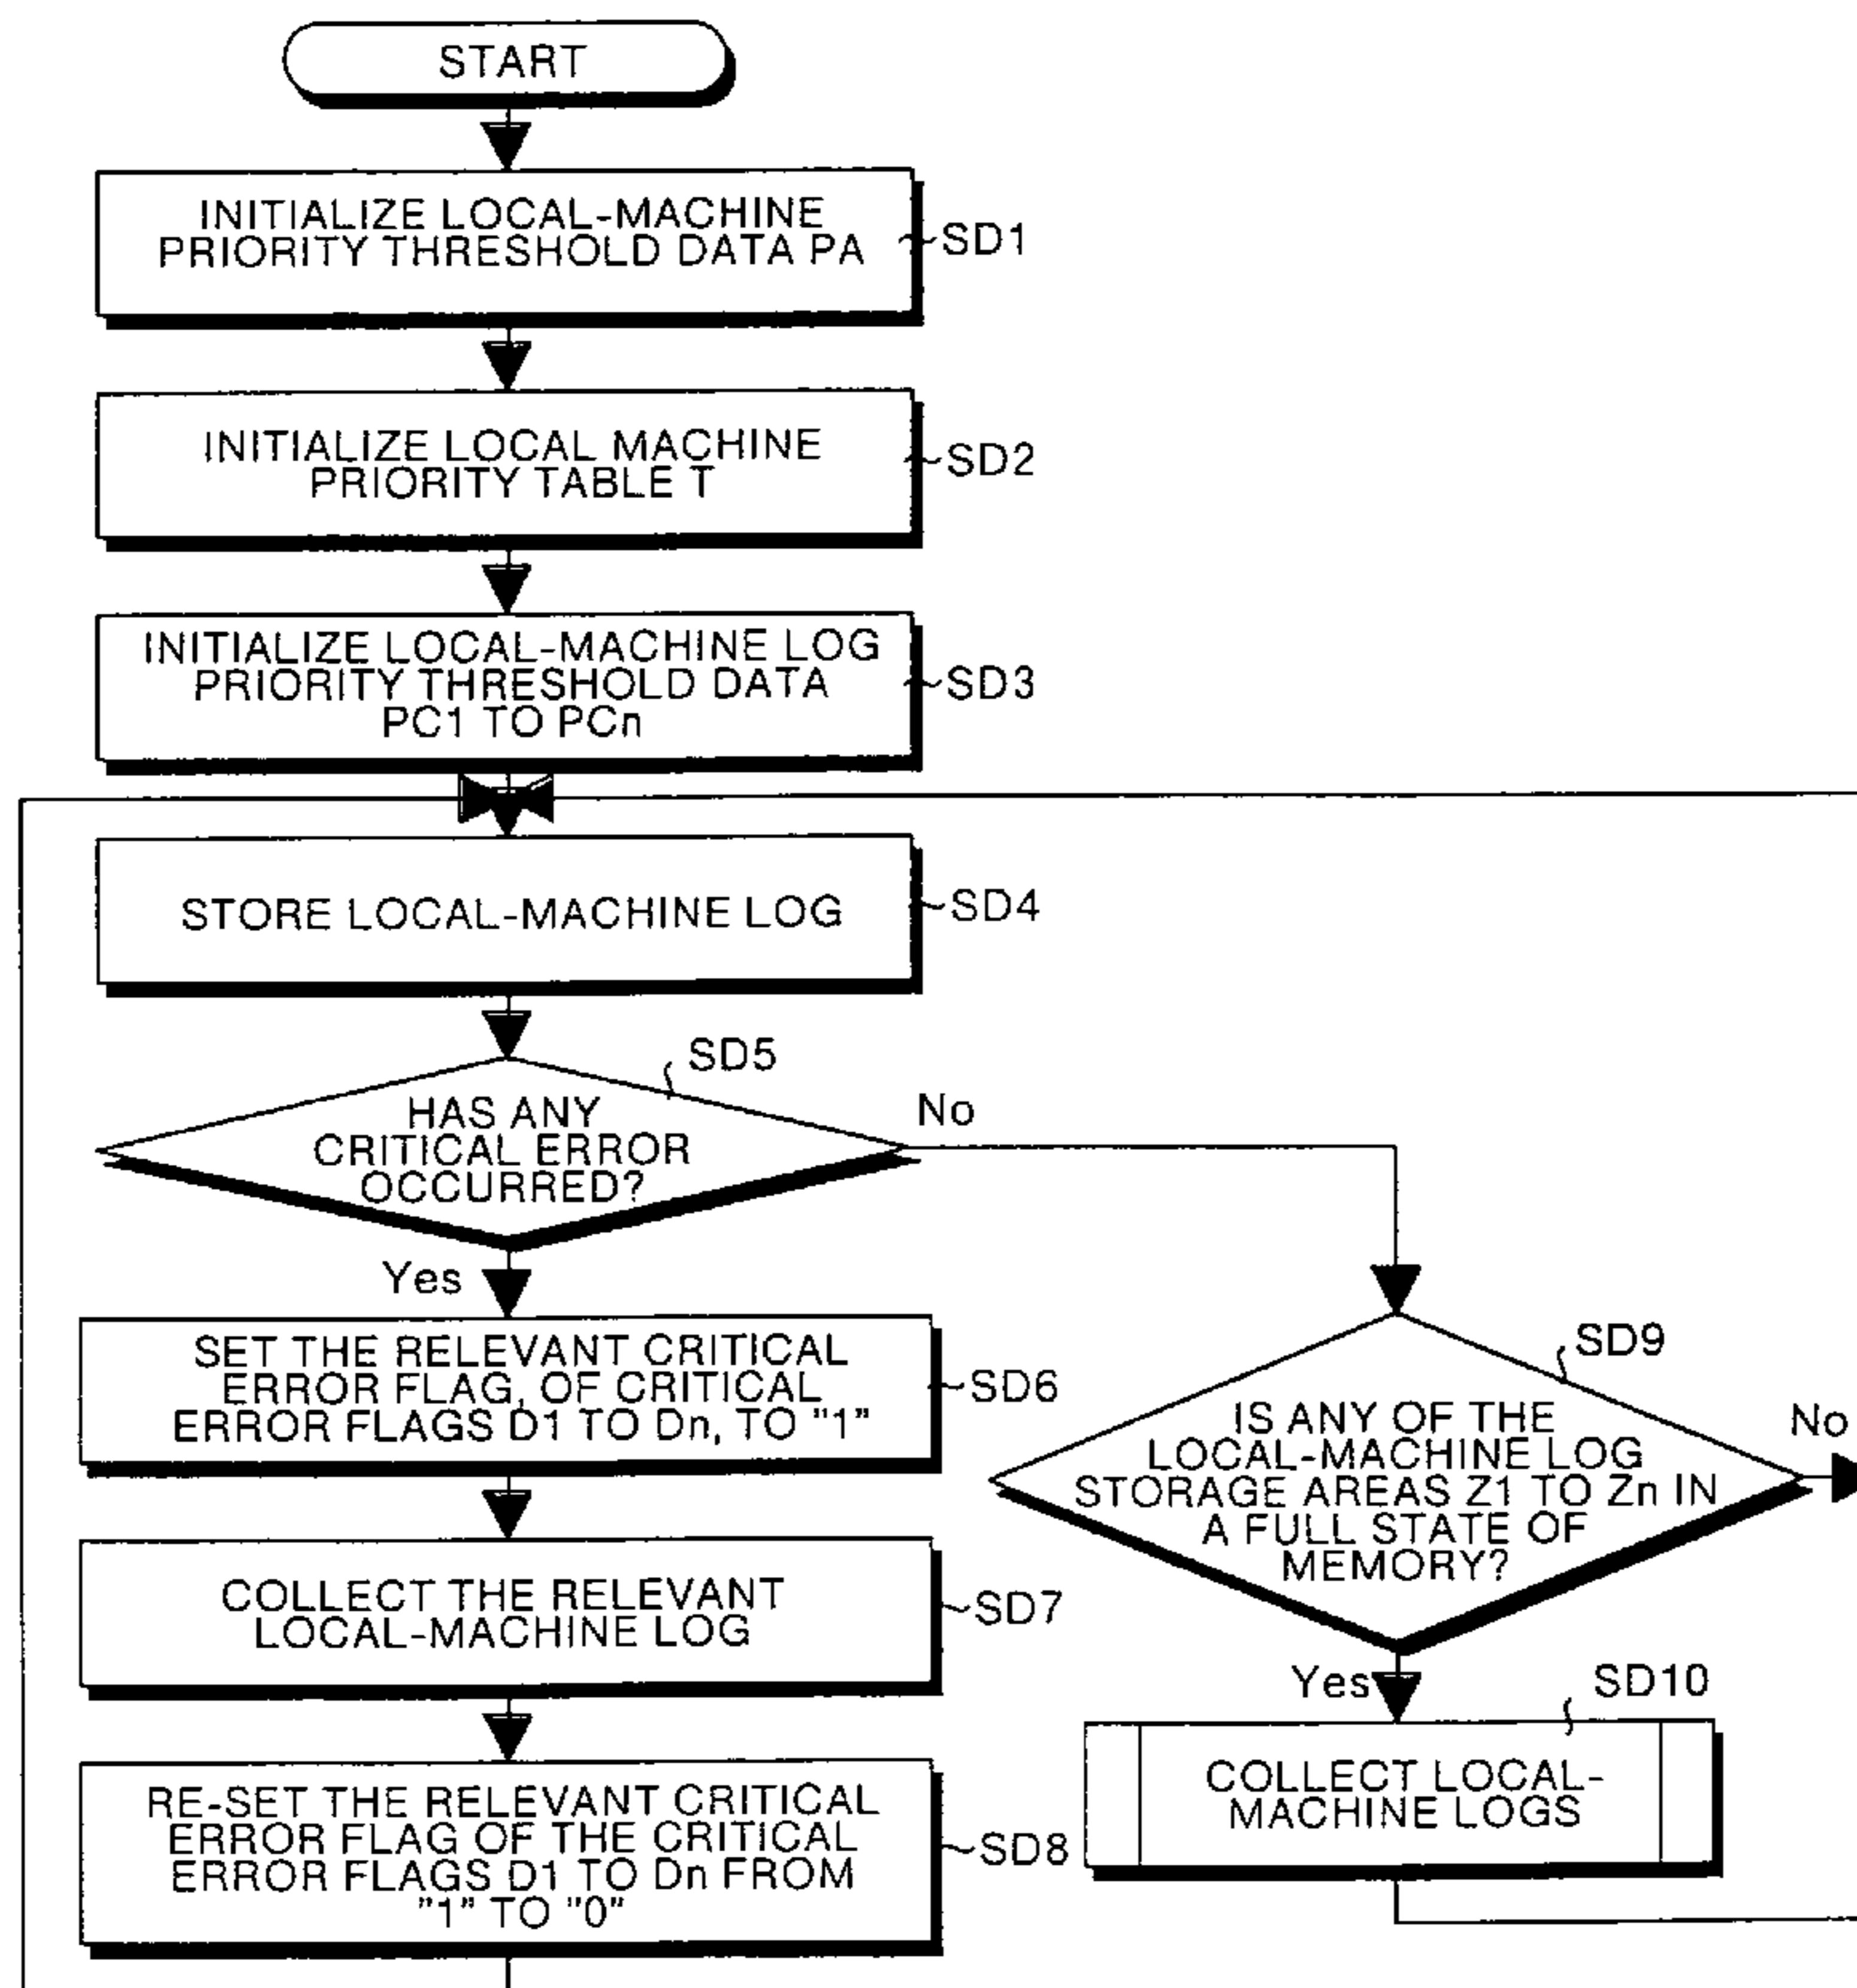 START
INITIALIZE LOCAL-MACHINE
PRIORITY THRESHOLD DATA PA
SD1
INITIALIZE LOCAL MACHINE
PRIORITY TABLE T
SD2
INITIALIZE LOCAL-MACHINE LOG
PRIORITY THRESHOLD DATA
PC1 TO PCn
SD3
STORE LOCAL-MACHINE LOG
SD4
SD5
HAS ANY
CRITICAL ERROR
OCCURRED?
No
Yes
SET THE RELEVANT CRITICAL
ERROR FLAG, OF CRITICAL
ERROR FLAGS D1 TO Dn, TO "1"
SD6
COLLECT THE RELEVANT
LOCAL-MACHINE LOG
SD7
RE-SET THE RELEVANT CRITICAL
ERROR FLAG OF THE CRITICAL
ERROR FLAGS D1 TO Dn FROM
"1" TO "0"
SD8
SD9
IS ANY OF THE
LOCAL-MACHINE LOG
STORAGE AREAS Z1 TO Zn IN
A FULL STATE OF
MEMORY?
No
Yes
SD10
COLLECT LOCAL-
MACHINE LOGS